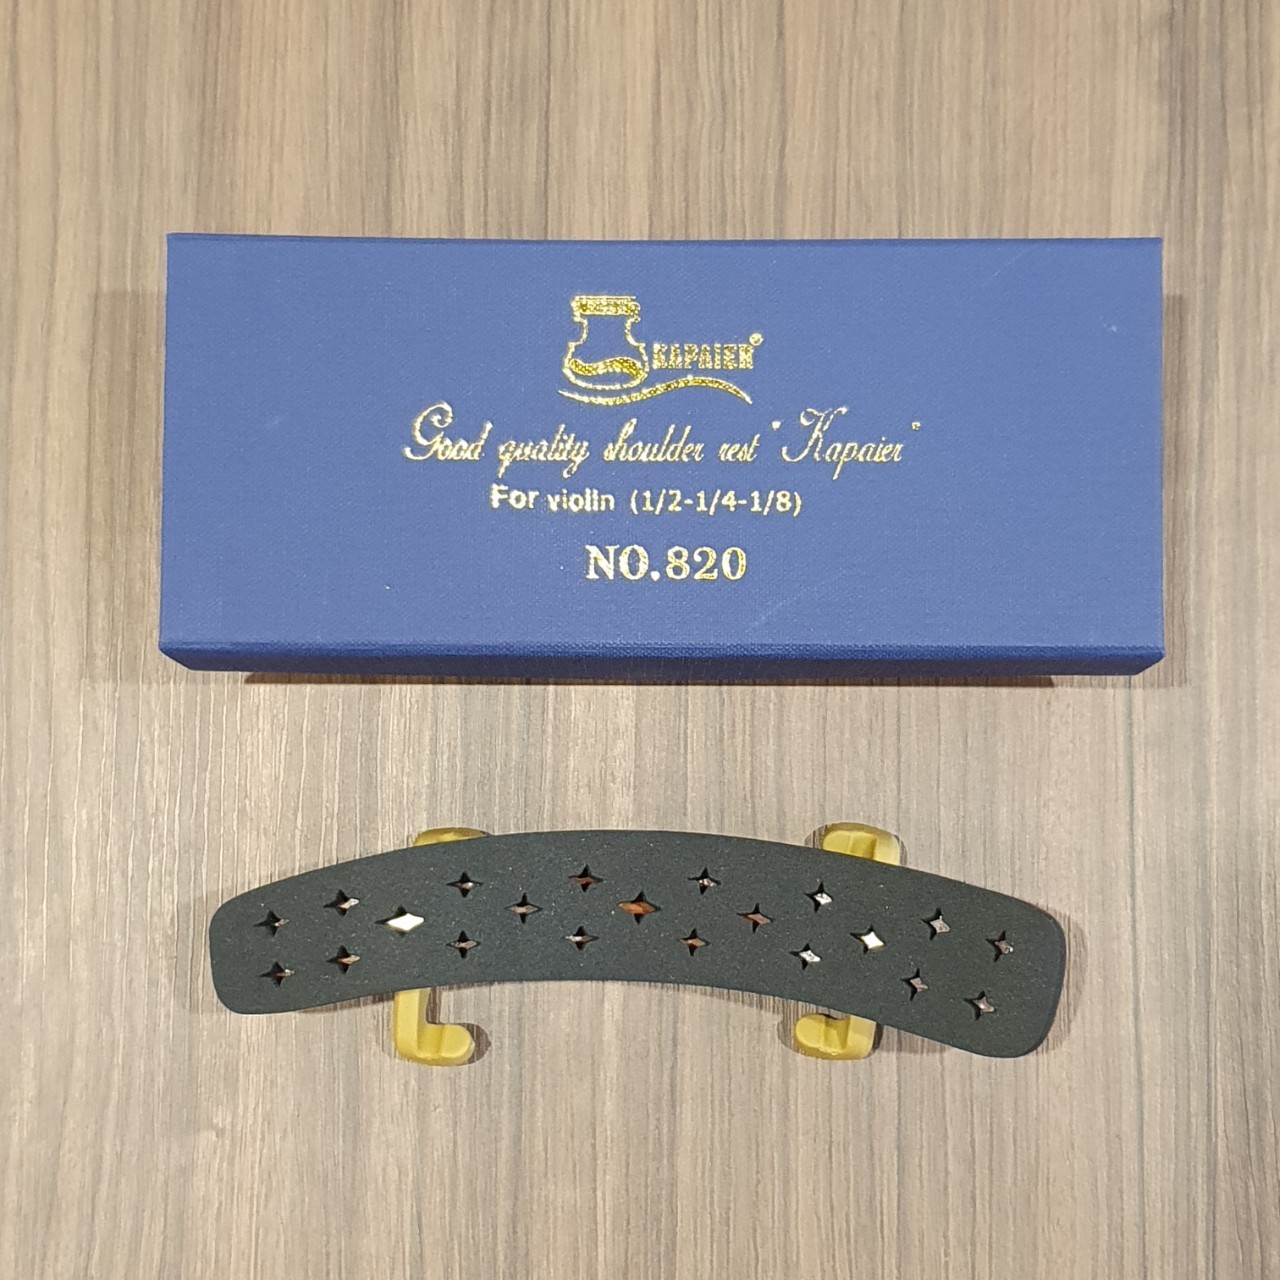 KAPAIER®
Good quality shoulder rest "Kapaier"
For violin (1/2-1/4-1/8)
NO.820